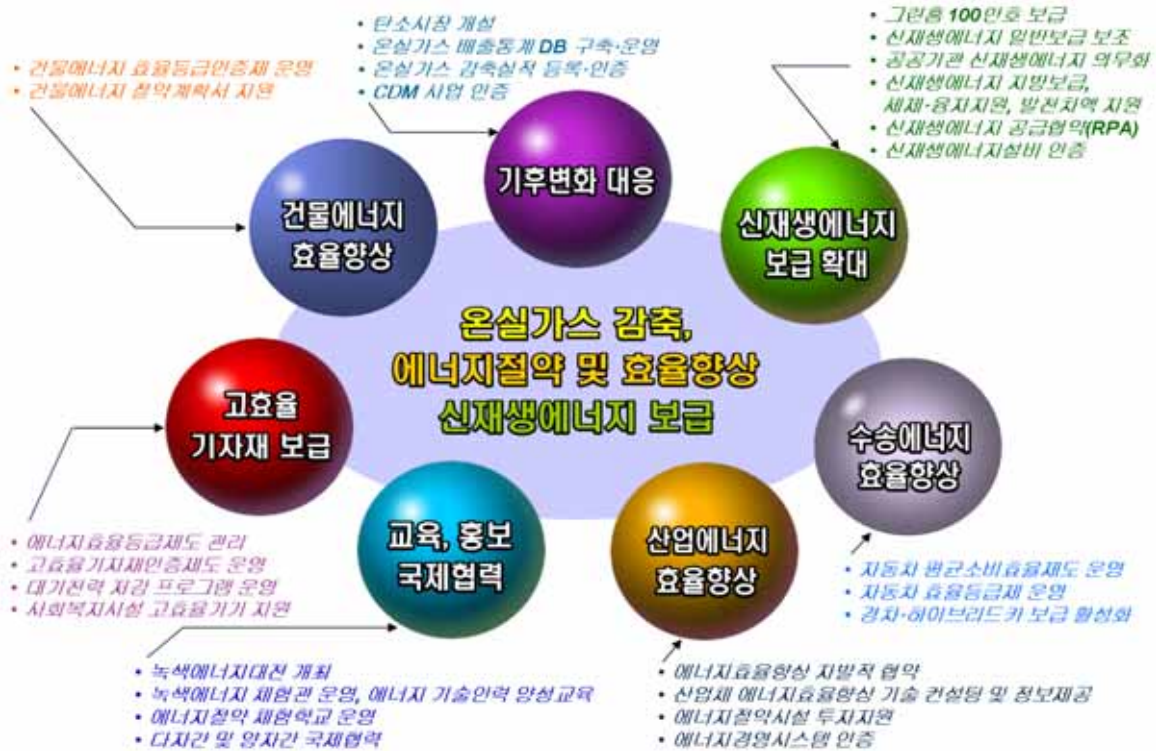 • 탄소시장 개설
• 온실가스 배출통계 DB 구축·운영
• 온실가스 감축실적 등록·인증
• CDM 사업 인증
• 그린홈 100만호 보급
• 신재생에너지 일반보급 보조
• 공공기관 신재생에너지 의무화
• 신재생에너지 지방보급,
세제·융자지원, 발전차액 지원
• 신재생에너지 공급협약(RPA)
• 신재생에너지설비 인증
• 건물에너지 효율등급인증제 운영
• 건물에너지 절약계획서 지원
기후변화 대응
건물에너지
효율향상
신재생에너지
보급 확대
온실가스 감축,
에너지절약 및 효율향상
신재생에너지 보급
고효율
기자재 보급
수송에너지
효율향상
교육, 홍보
국제협력
산업에너지
효율향상
• 에너지효율등급제도 관리
• 고효율기자재인증제도 운영
• 대기전력 저감 프로그램 운영
• 사회복지시설 고효율기기 지원
• 자동차 평균소비효율제도 운영
• 자동차 효율등급제 운영
• 경차·하이브리드카 보급 활성화
• 녹색에너지대전 개최
• 녹색에너지 체험관 운영, 에너지 기술인력 양성교육
• 에너지절약 체험학교 운영
• 다자간 및 양자간 국제협력
• 에너지효율향상 자발적 협약
• 산업체 에너지효율향상 기술 컨설팅 및 정보제공
• 에너지절약시설 투자지원
• 에너지경영시스템 인증